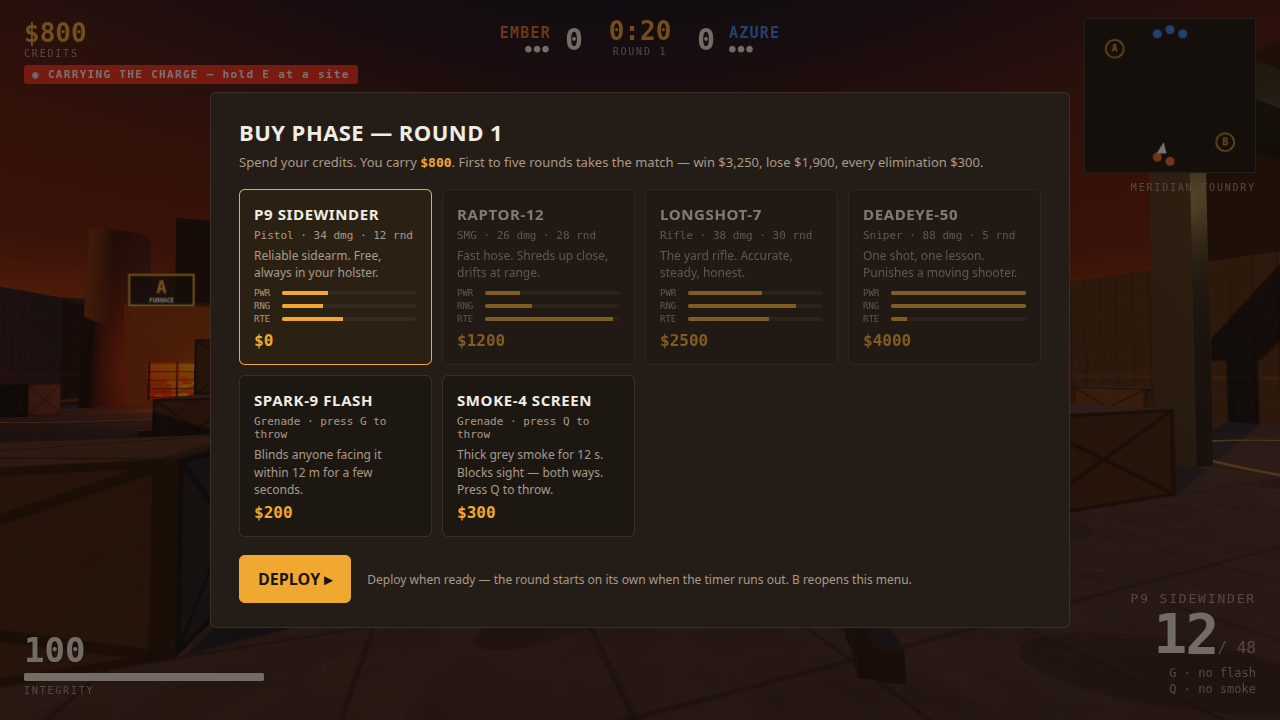 $800
CREDITS
◉ CARRYING THE CHARGE — hold E at a site
EMBER 0 0:20 0 AZURE
ROUND 1
A
B
MERIDIAN FOUNDRY
A
FURNACE
BUY PHASE — ROUND 1
Spend your credits. You carry $800. First to five rounds takes the match — win $3,250, lose $1,900, every elimination $300.
P9 SIDEWINDER
Pistol · 34 dmg · 12 rnd
Reliable sidearm. Free,
always in your holster.
PWR
RNG
RTE
$0
RAPTOR-12
SMG · 26 dmg · 28 rnd
Fast hose. Shreds up close,
drifts at range.
PWR
RNG
RTE
$1200
LONGSHOT-7
Rifle · 38 dmg · 30 rnd
The yard rifle. Accurate,
steady, honest.
PWR
RNG
RTE
$2500
DEADEYE-50
Sniper · 88 dmg · 5 rnd
One shot, one lesson.
Punishes a moving shooter.
PWR
RNG
RTE
$4000
SPARK-9 FLASH
Grenade · press G to
throw
Blinds anyone facing it
within 12 m for a few
seconds.
$200
SMOKE-4 SCREEN
Grenade · press Q to
throw
Thick grey smoke for 12 s.
Blocks sight — both ways.
Press Q to throw.
$300
DEPLOY ▸
Deploy when ready — the round starts on its own when the timer runs out. B reopens this menu.
100
INTEGRITY
P9 SIDEWINDER
12 / 48
G · no flash
Q · no smoke